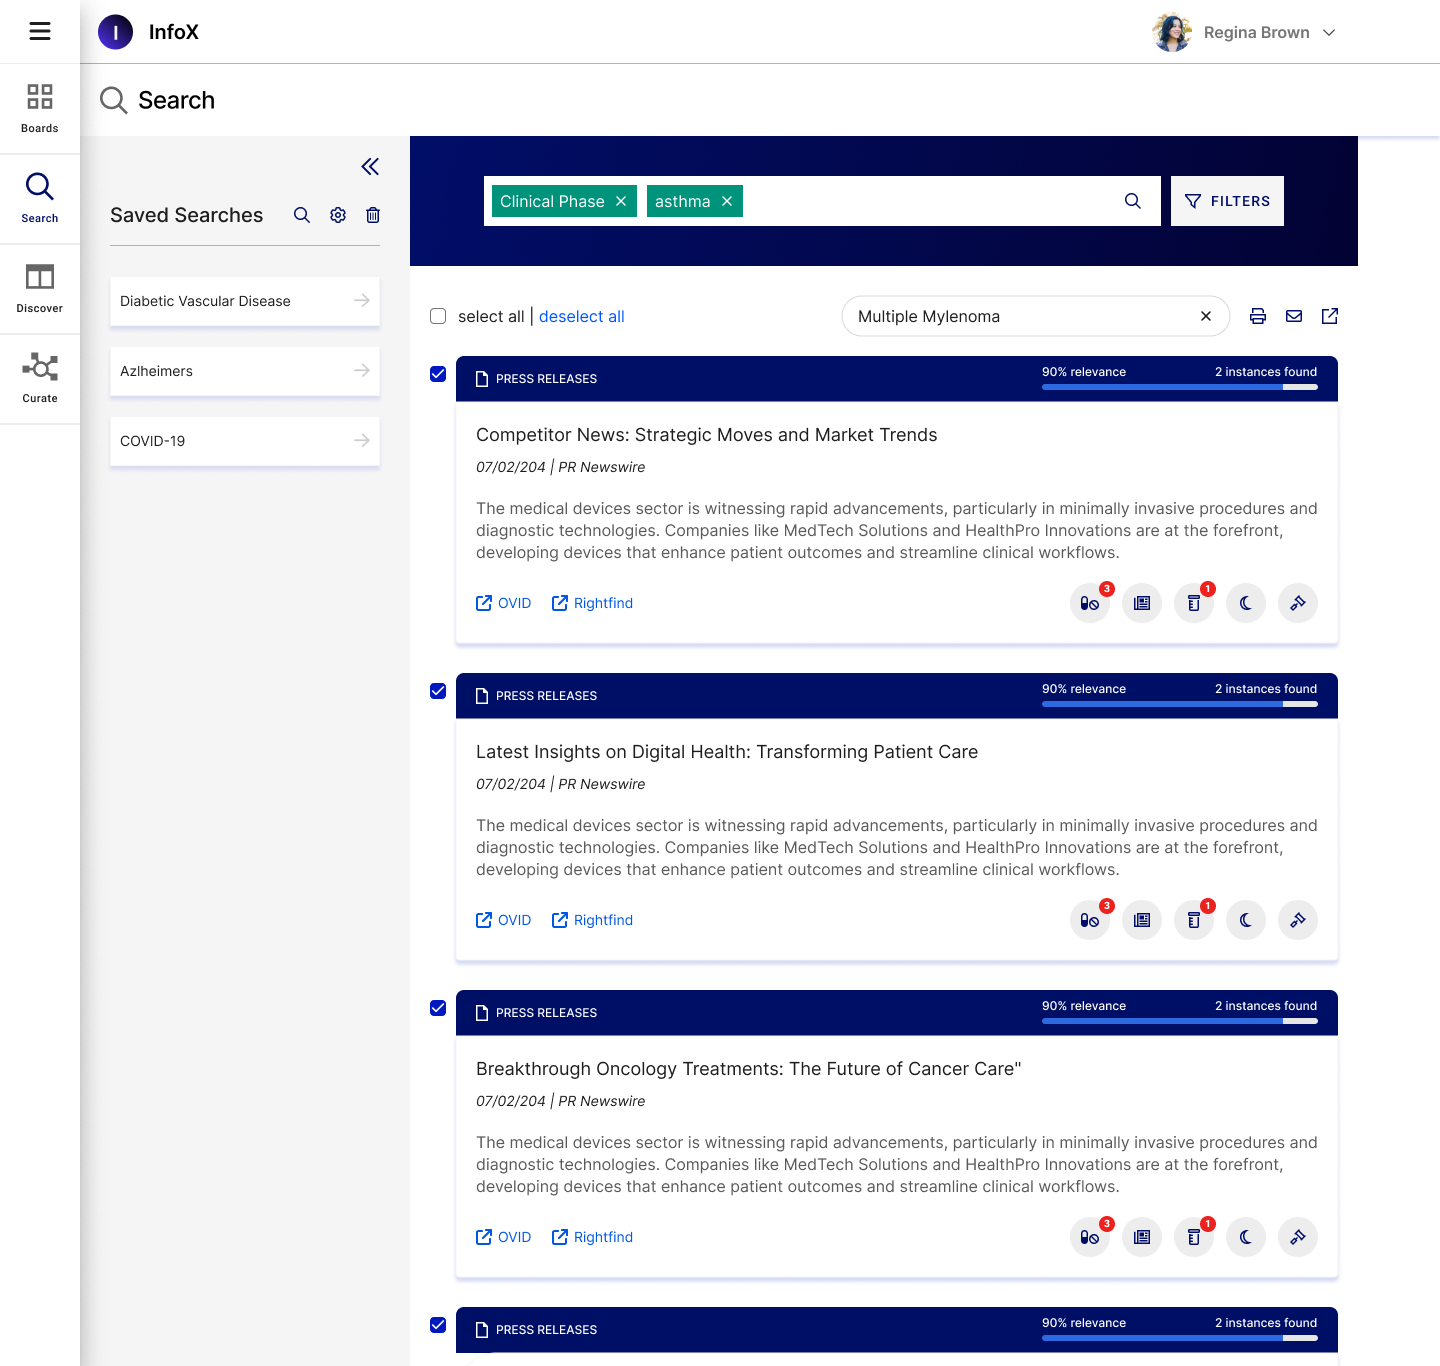 I InfoX
Regina Brown
Search
Boards
Search
Discover
Curate
Saved Searches
Diabetic Vascular Disease
Azlheimers
COVID-19
Clinical Phase
asthma
FILTERS
select all | deselect all
Multiple Mylenoma
PRESS RELEASES
90% relevance
2 instances found
Competitor News: Strategic Moves and Market Trends
07/02/204 | PR Newswire
The medical devices sector is witnessing rapid advancements, particularly in minimally invasive procedures and
diagnostic technologies. Companies like MedTech Solutions and HealthPro Innovations are at the forefront,
developing devices that enhance patient outcomes and streamline clinical workflows.
OVID
Rightfind
3
1
PRESS RELEASES
90% relevance
2 instances found
Latest Insights on Digital Health: Transforming Patient Care
07/02/204 | PR Newswire
The medical devices sector is witnessing rapid advancements, particularly in minimally invasive procedures and
diagnostic technologies. Companies like MedTech Solutions and HealthPro Innovations are at the forefront,
developing devices that enhance patient outcomes and streamline clinical workflows.
OVID
Rightfind
3
1
PRESS RELEASES
90% relevance
2 instances found
Breakthrough Oncology Treatments: The Future of Cancer Care"
07/02/204 | PR Newswire
The medical devices sector is witnessing rapid advancements, particularly in minimally invasive procedures and
diagnostic technologies. Companies like MedTech Solutions and HealthPro Innovations are at the forefront,
developing devices that enhance patient outcomes and streamline clinical workflows.
OVID
Rightfind
3
1
PRESS RELEASES
90% relevance
2 instances found